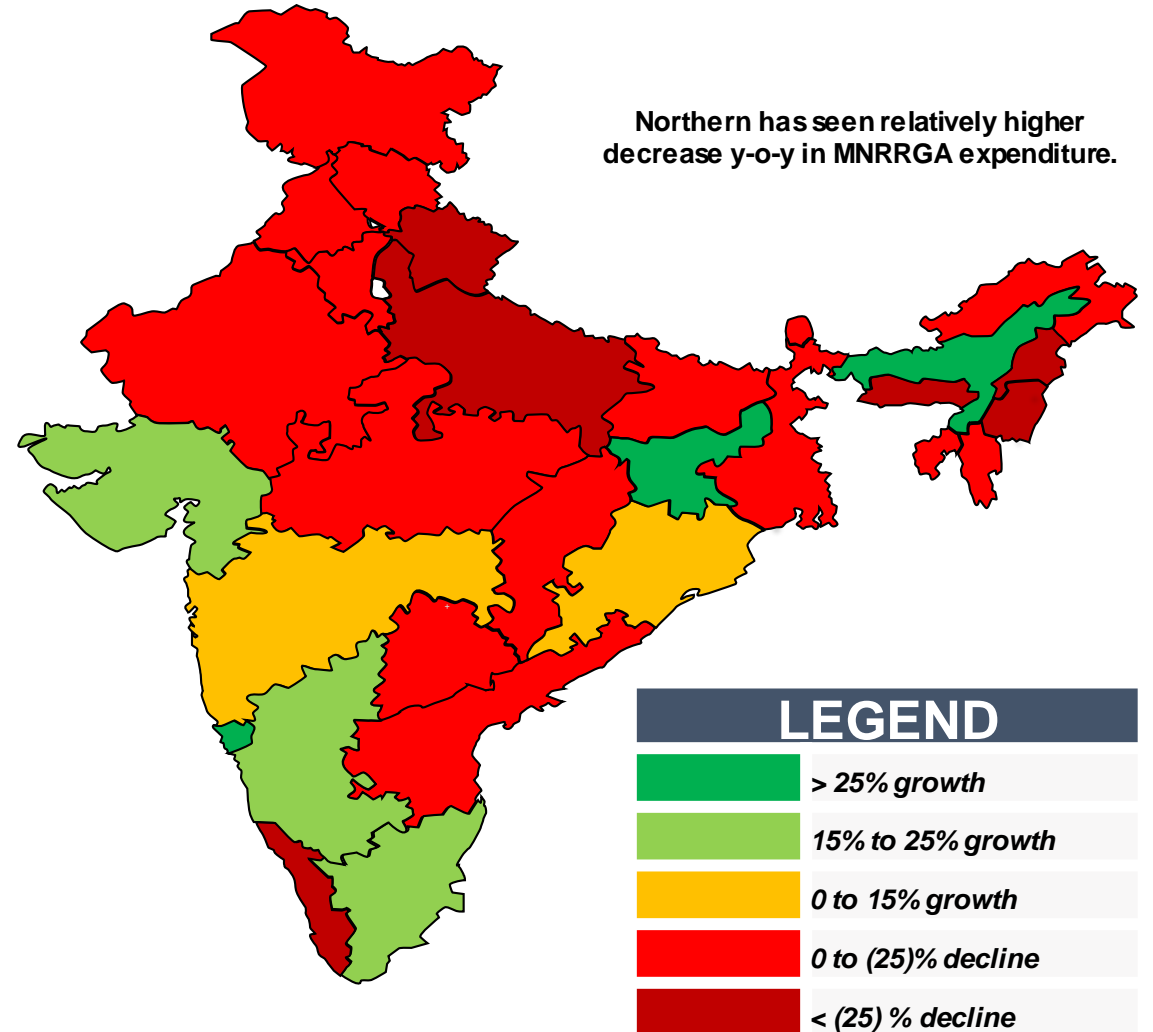 Northern has seen relatively higher
decrease y-o-y in MNRRGA expenditure.
LEGEND
> 25% growth
15% to 25% growth
0 to 15% growth
0 to (25)% decline
< (25) % decline